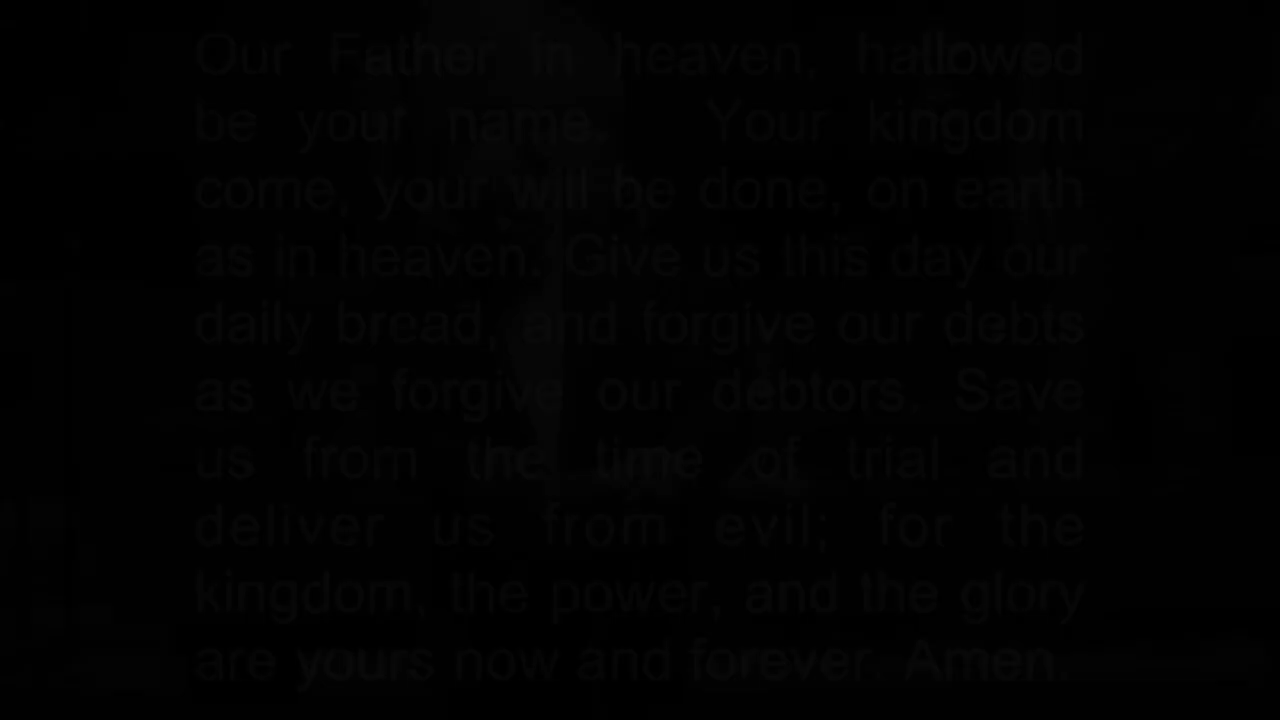 Our Father in heaven, hallowed
be your name. Your kingdom
come, your will be done, on earth
as in heaven. Give us this day our
daily bread, and forgive our debts
as we forgive our debtors. Save
us from the time of trial and
deliver us from evil; for the
kingdom, the power, and the glory
are yours now and forever. Amen.